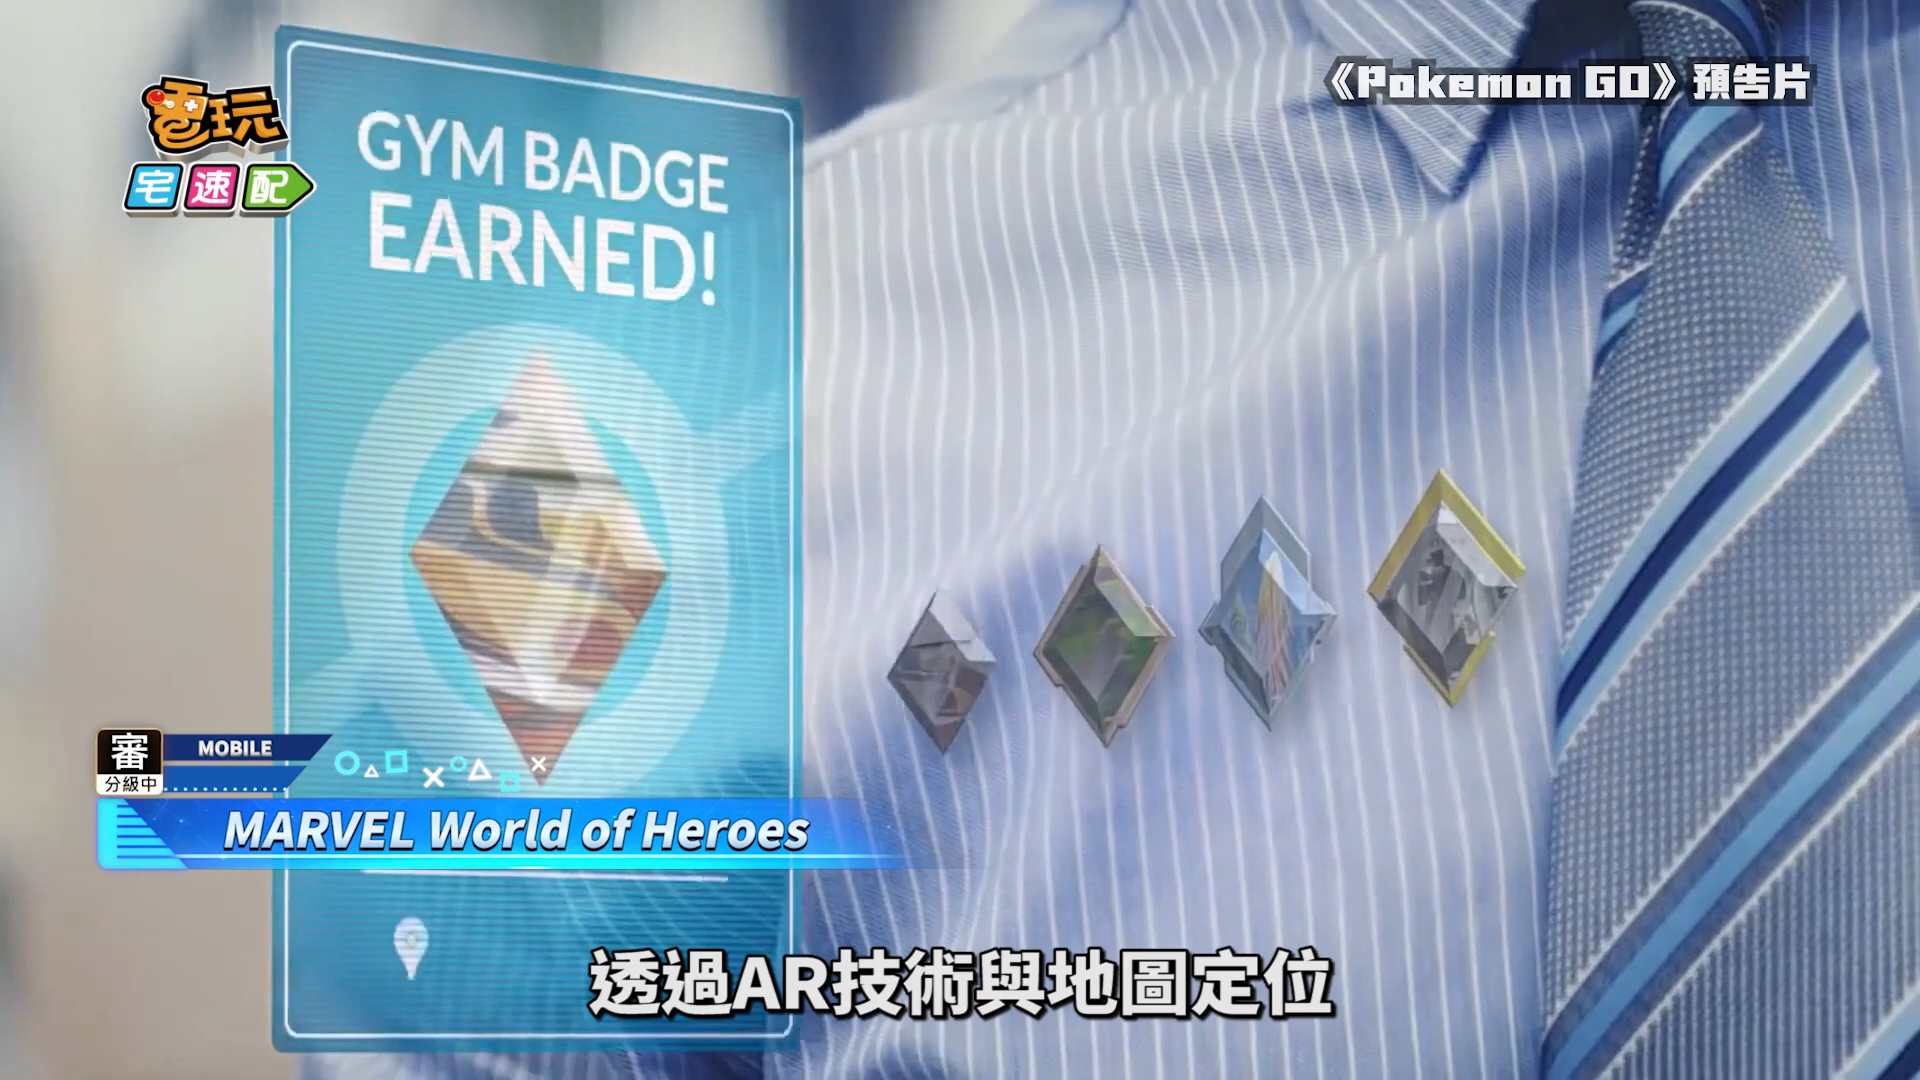 《Pokemon GO》預告片
電玩
宅速配
GYM BADGE
EARNED!
審
分級中
MOBILE
MARVEL World of Heroes
透過AR技術與地圖定位